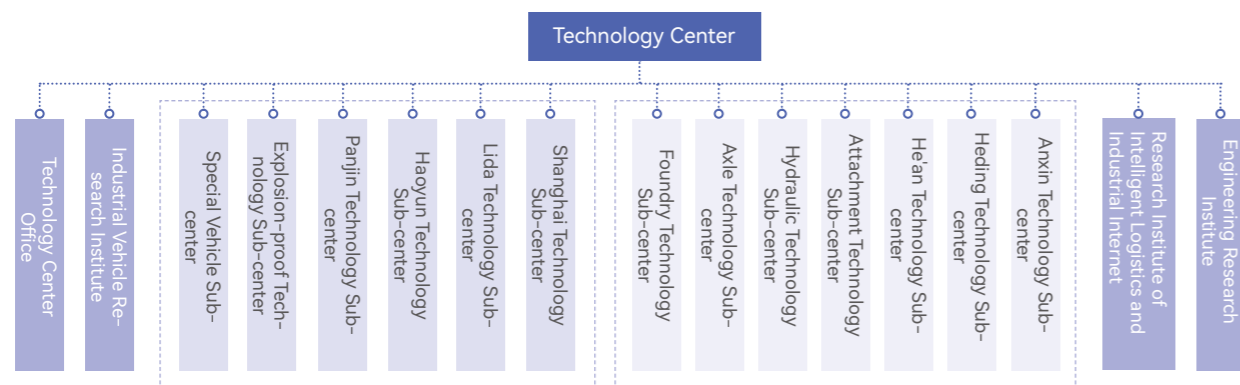 Technology Center
Technology Center
Office
Industrial Vehicle Re-
search Institute
Special Vehicle Sub-
center
Explosion-proof Tech-
nology Sub-center
Panjin Technology Sub-
center
Haoyun Technology
Sub-center
Lida Technology Sub-
center
Shanghai Technology
Sub-center
Foundry Technology
Sub-center
Axle Technology Sub-
center
Hydraulic Technology
Sub-center
Attachment Technology
Sub-center
He'an Technology Sub-
center
Heding Technology Sub-
center
Anxin Technology Sub-
center
Research Institute of
Intelligent Logistics and
Industrial Internet
Engineering Research
Institute